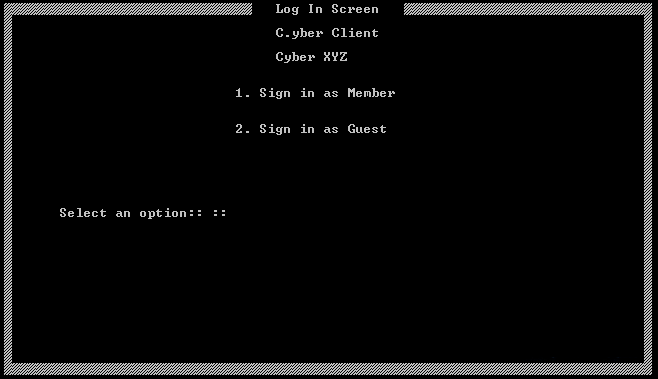 Log In Screen
C.yber Client
Cyber XYZ
1. Sign in as Member
2. Sign in as Guest
Select an option:: ::